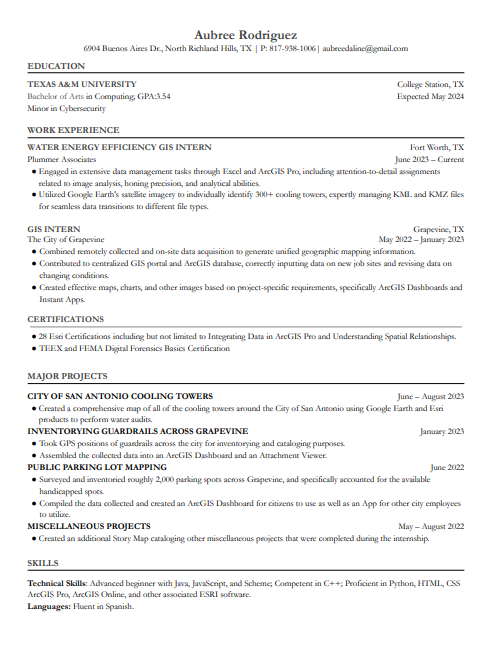 Aubree Rodriguez
6904 Buenos Aires Dr., North Richland Hills, TX | P: 817-938-1006 | aubreedaline@gmail.com
EDUCATION
TEXAS A&M UNIVERSITY College Station, TX
Bachelor of Arts in Computing; GPA:3.54 Expected May 2024
Minor in Cybersecurity
WORK EXPERIENCE
WATER ENERGY EFFICIENCY GIS INTERN Fort Worth, TX
Plummer Associates June 2023 – Current
● Engaged in extensive data management tasks through Excel and ArcGIS Pro, including attention-to-detail assignments
related to image analysis, honing precision, and analytical abilities.
● Utilized Google Earth's satellite imagery to individually identify 300+ cooling towers, expertly managing KML and KMZ files
for seamless data transitions to different file types.
GIS INTERN Grapevine, TX
The City of Grapevine May 2022 – January 2023
● Combined remotely collected and on-site data acquisition to generate unified geographic mapping information.
● Contributed to centralized GIS portal and ArcGIS database, correctly inputting data on new job sites and revising data on
changing conditions.
● Created effective maps, charts, and other images based on project-specific requirements, specifically ArcGIS Dashboards and
Instant Apps.
CERTIFICATIONS
● 28 Esri Certifications including but not limited to Integrating Data in ArcGIS Pro and Understanding Spatial Relationships.
● TEEX and FEMA Digital Forensics Basics Certification
MAJOR PROJECTS
CITY OF SAN ANTONIO COOLING TOWERS June – August 2023
● Created a comprehensive map of all of the cooling towers around the City of San Antonio using Google Earth and Esri
products to perform water audits.
INVENTORYING GUARDRAILS ACROSS GRAPEVINE January 2023
● Took GPS positions of guardrails across the city for inventorying and cataloging purposes.
● Assembled the collected data into an ArcGIS Dashboard and an Attachment Viewer.
PUBLIC PARKING LOT MAPPING June 2022
● Surveyed and inventoried roughly 2,000 parking spots across Grapevine, and specifically accounted for the available
handicapped spots.
● Compiled the data collected and created an ArcGIS Dashboard for citizens to use as well as an App for other city employees
to utilize.
MISCELLANEOUS PROJECTS May – August 2022
● Created an additional Story Map cataloging other miscellaneous projects that were completed during the internship.
SKILLS
Technical Skills: Advanced beginner with Java, JavaScript, and Scheme; Competent in C++; Proficient in Python, HTML, CSS
ArcGIS Pro, ArcGIS Online, and other associated ESRI software.
Languages: Fluent in Spanish.